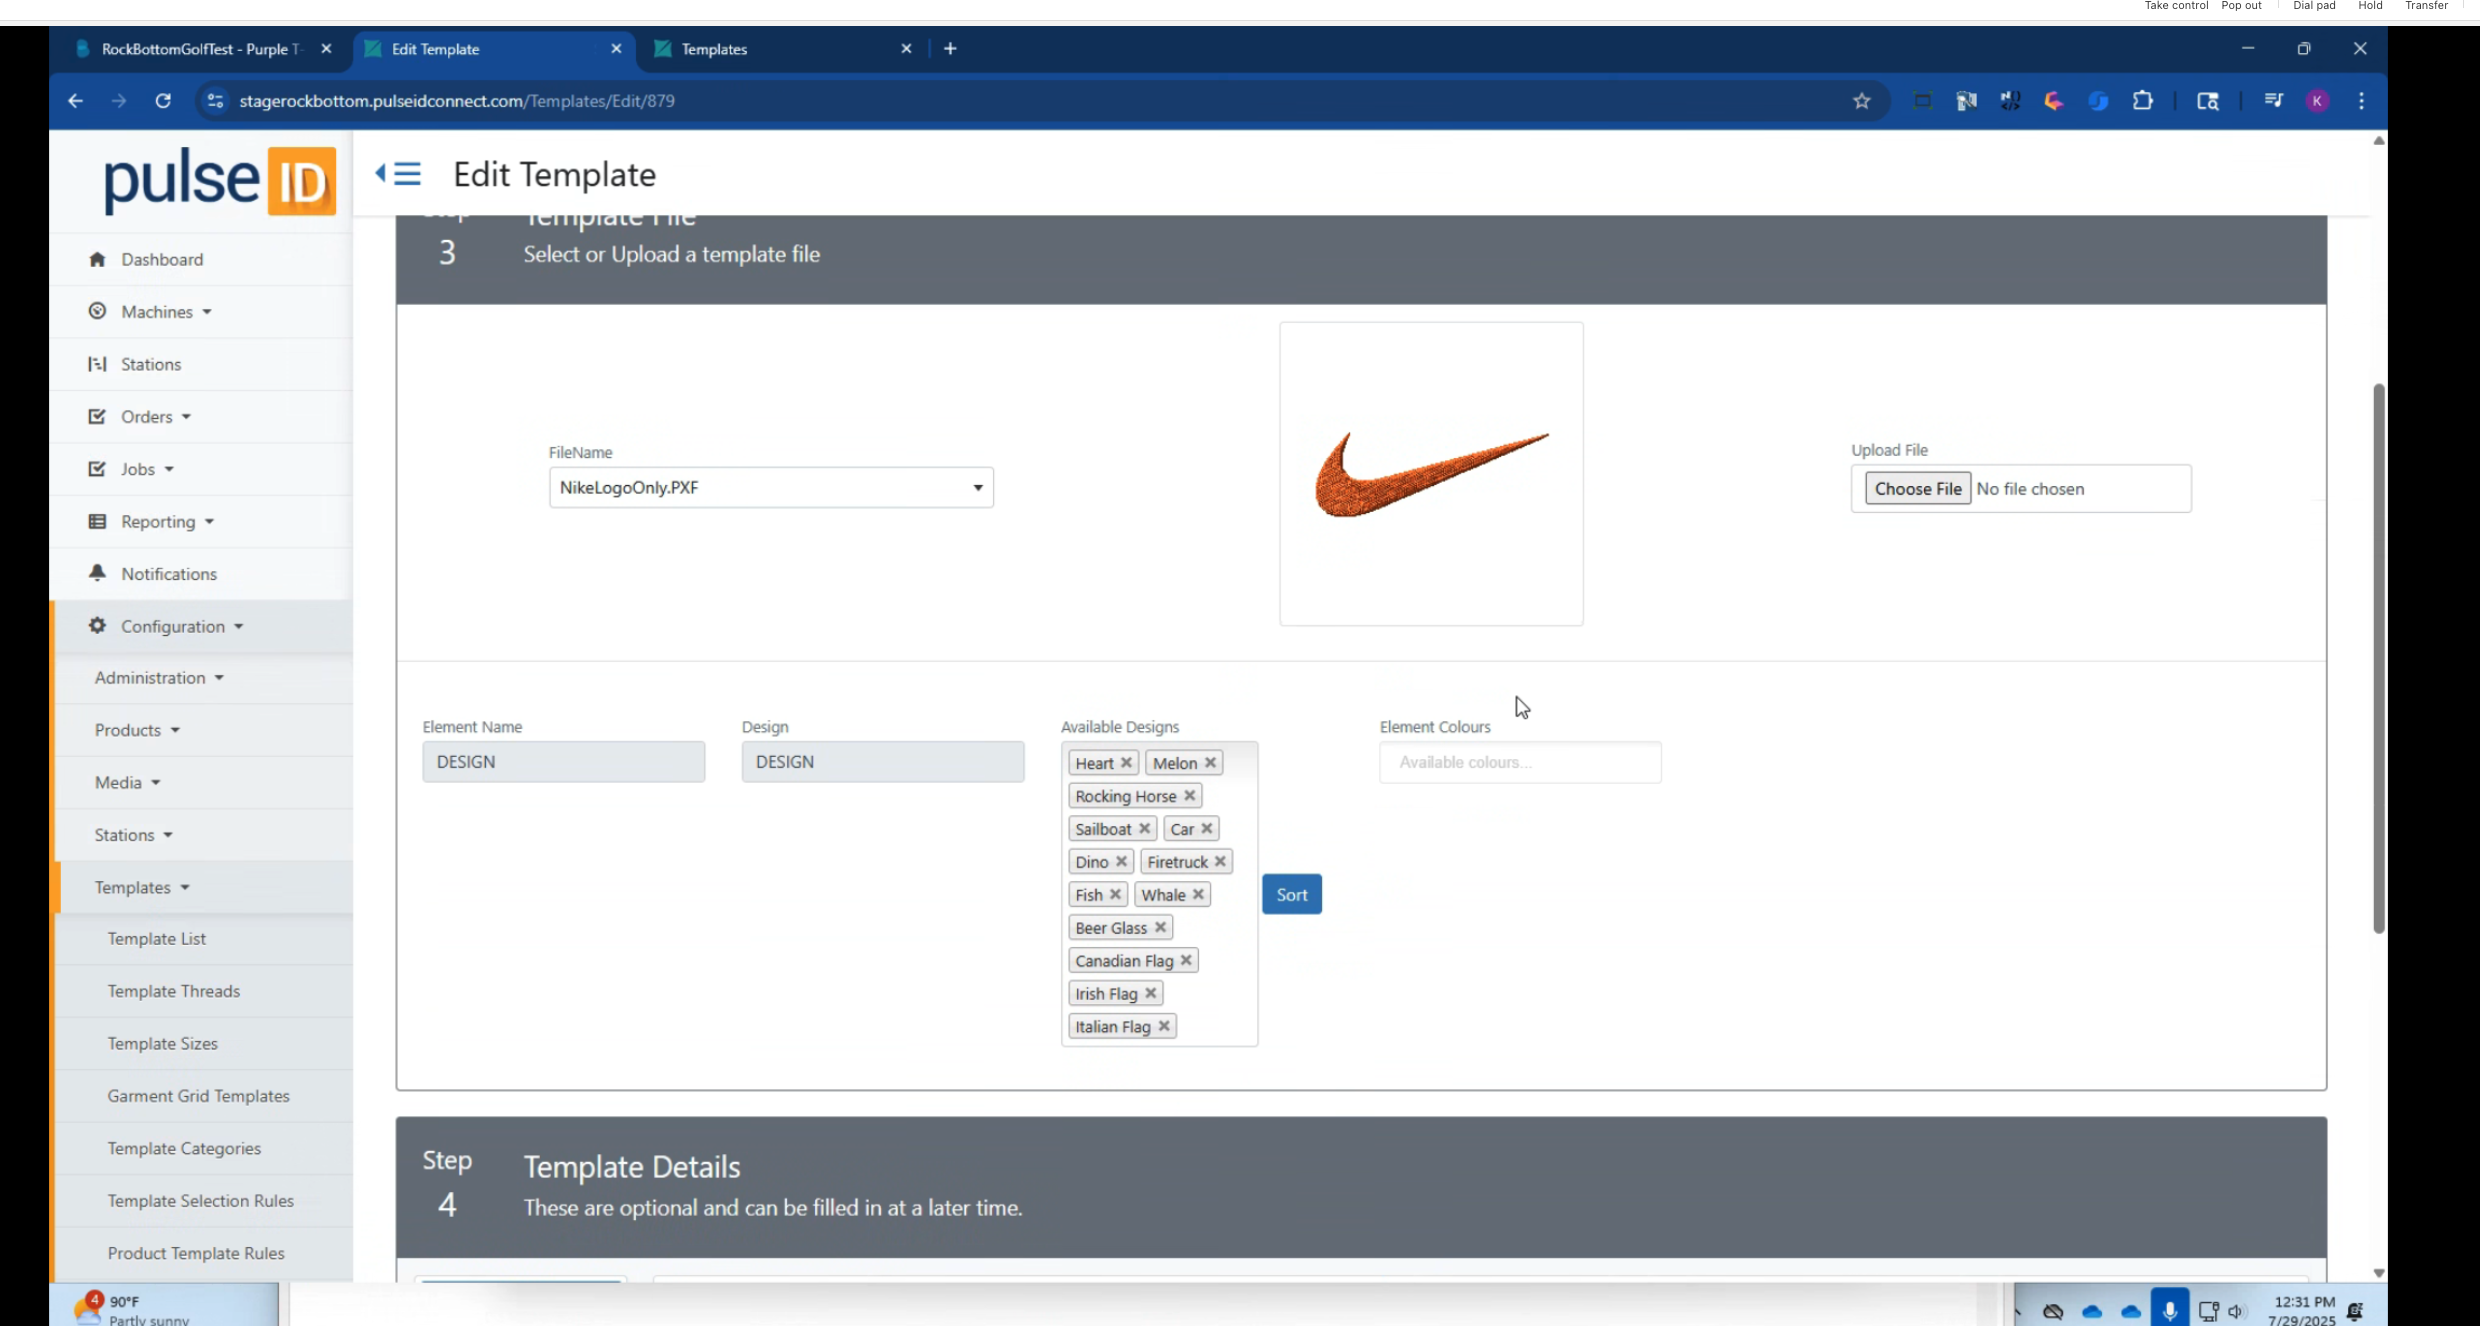 Take control Pop out Dial pad Hold Transfer
RockBottomGolfTest - Purple T
Edit Template
Templates
stagerockbottom.pulseidconnect.com/Templates/Edit/879
K
pulse ID
Edit Template
Dashboard
Machines
Stations
Orders
Jobs
Reporting
Notifications
Configuration
Administration
Products
Media
Stations
Templates
Template List
Template Threads
Template Sizes
Garment Grid Templates
Template Categories
Template Selection Rules
Product Template Rules
Step
3
Template File
Select or Upload a template file
FileName
NikeLogoOnly.PXF
Upload File
Choose File No file chosen
Element Name
DESIGN
Design
DESIGN
Available Designs
Heart Melon
Rocking Horse
Sailboat Car
Dino Firetruck
Fish Whale
Beer Glass
Canadian Flag
Irish Flag
Italian Flag
Sort
Element Colours
Available colours...
Step
4
Template Details
These are optional and can be filled in at a later time.
4
90°F
Partly sunny
12:31 PM
7/29/2025